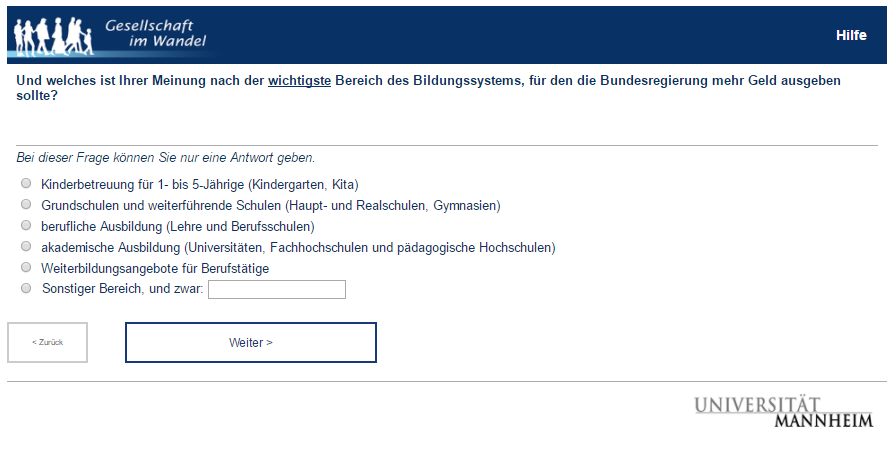 Gesellschaft
im Wandel
Hilfe
Und welches ist Ihrer Meinung nach der wichtigste Bereich des Bildungssystems, für den die Bundesregierung mehr Geld ausgeben
sollte?
Bei dieser Frage können Sie nur eine Antwort geben.
Kinderbetreuung für 1- bis 5-Jährige (Kindergarten, Kita)
Grundschulen und weiterführende Schulen (Haupt- und Realschulen, Gymnasien)
berufliche Ausbildung (Lehre und Berufsschulen)
akademische Ausbildung (Universitäten, Fachhochschulen und pädagogische Hochschulen)
Weiterbildungsangebote für Berufstätige
Sonstiger Bereich, und zwar:
< Zurück
Weiter >
UNIVERSITÄT
MANNHEIM